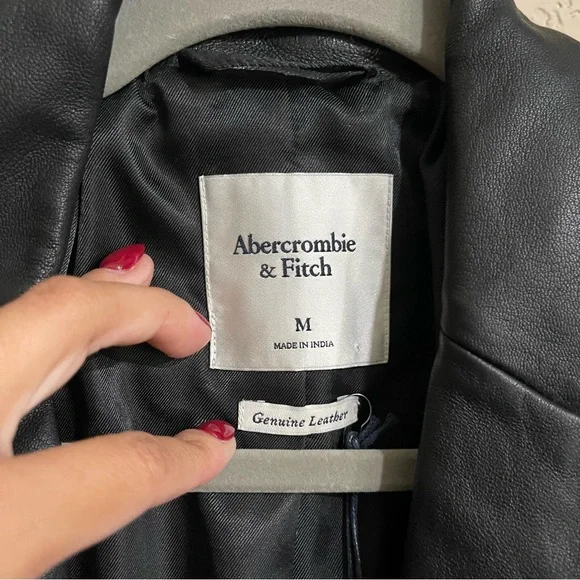 Abercrombie
& Fitch
M
MADE IN INDIA
Genuine Leather